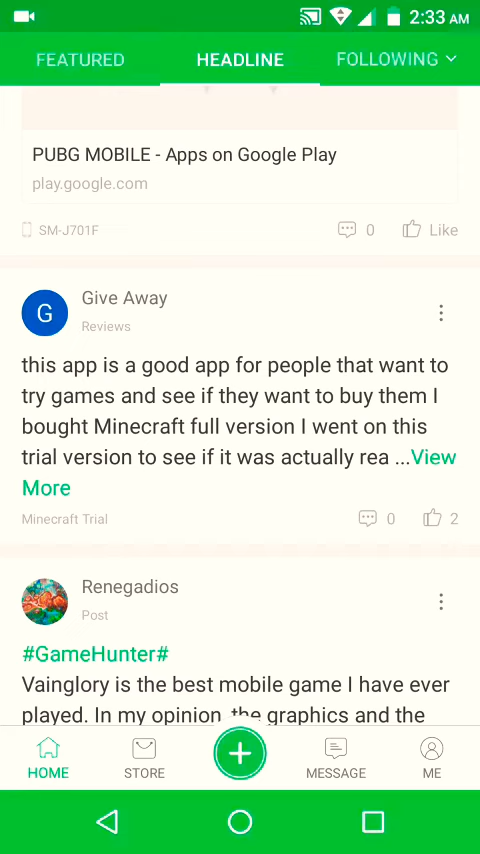 2:33 AM
FEATURED
HEADLINE
FOLLOWING
PUBG MOBILE - Apps on Google Play
play.google.com
SM-J701F
0
Like
G
Give Away
Reviews
this app is a good app for people that want to
try games and see if they want to buy them I
bought Minecraft full version I went on this
trial version to see if it was actually rea ...View
More
Minecraft Trial
0
2
Renegadios
Post
#GameHunter#
Vainglory is the best mobile game I have ever
played. In my opinion, the graphics and the
HOME
STORE
MESSAGE
ME